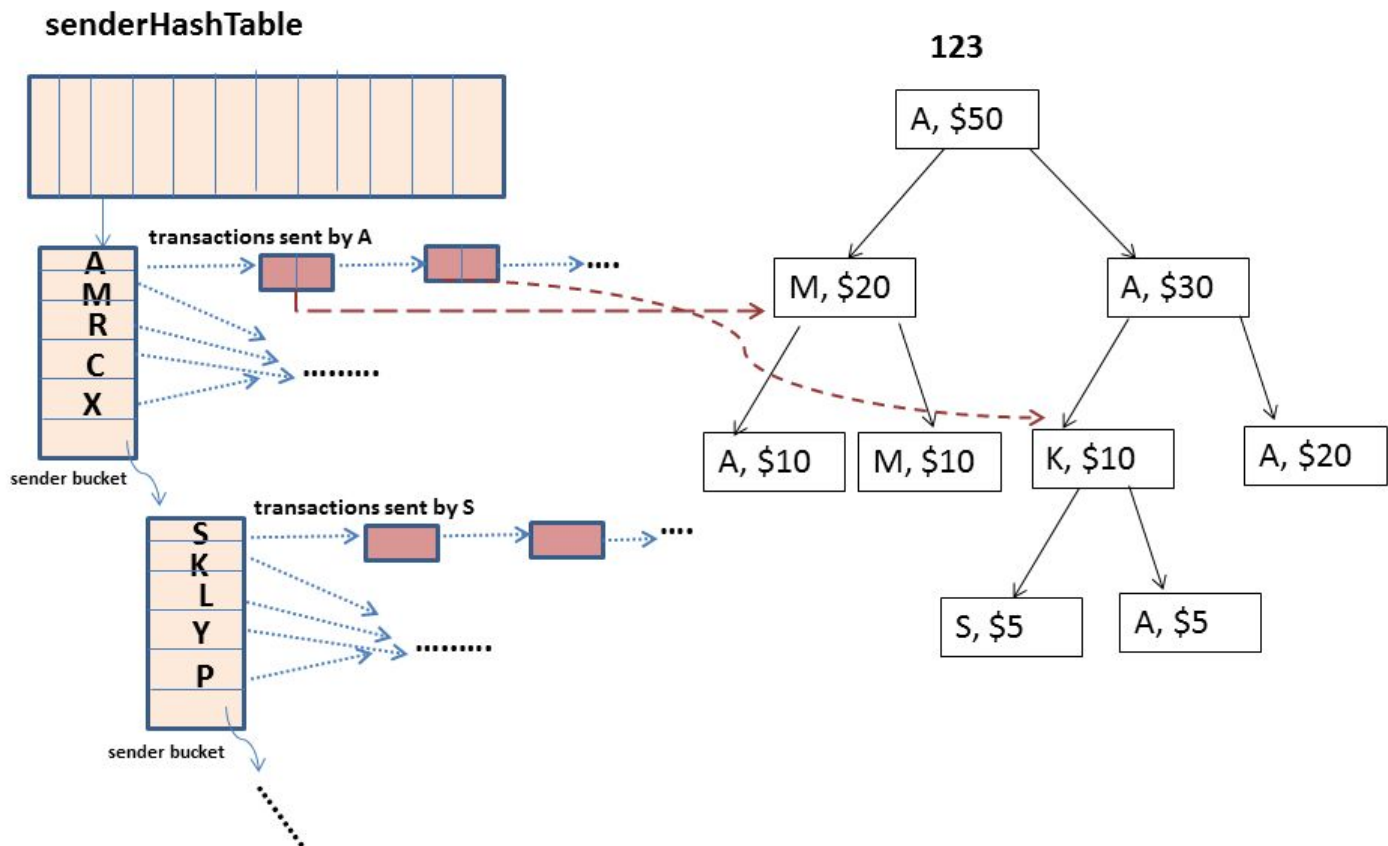 senderHashTable
transactions sent by A
A
M
R
C
X
....
.........
sender bucket
transactions sent by S
S
K
L
Y
P
....
.........
sender bucket
123
A, $50
M, $20
A, $30
A, $10
M, $10
K, $10
A, $20
S, $5
A, $5